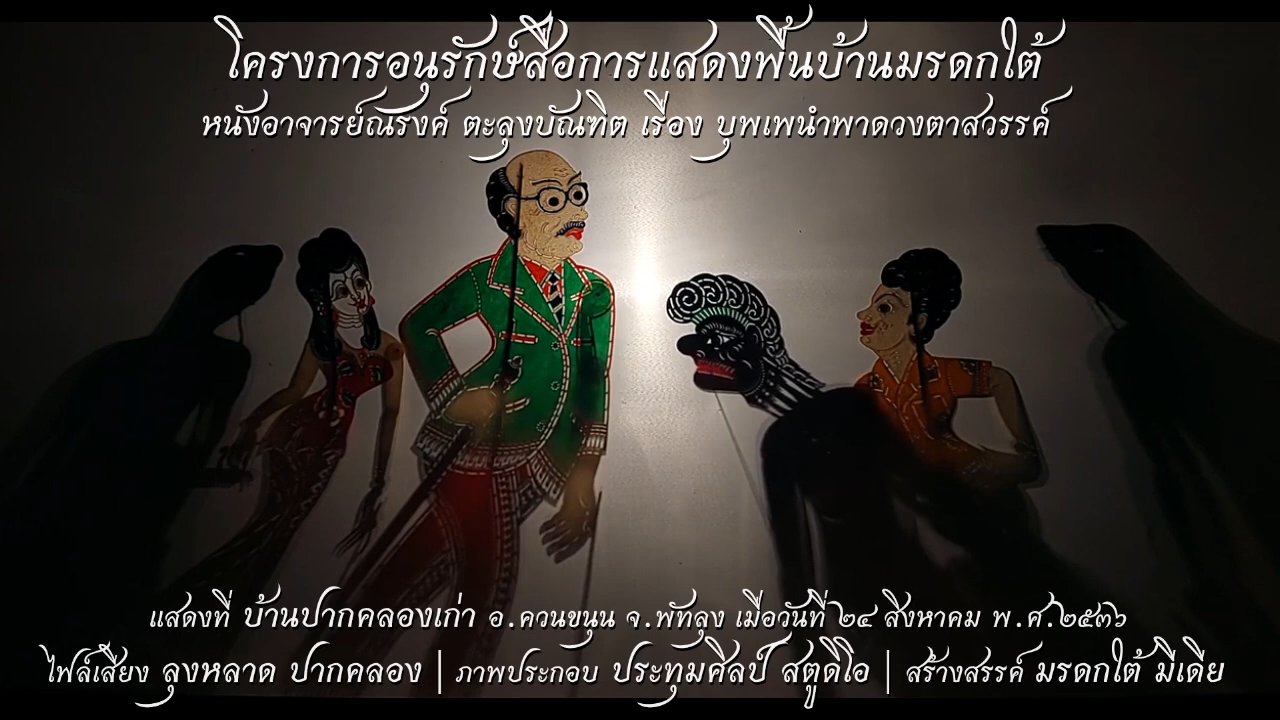 โครงการอนุรักษ์สื่อการแสดงพื้นบ้านมรดกใต้
หนังอาจารย์ณรงค์ ตะลุงบัณฑิต เรื่อง บุพเพนำพาดวงตาสวรรค์
แสดงที่ บ้านปากคลองเก่า อ.ควนขนุน จ.พัทลุง เมื่อวันที่ ๒๔ สิงหาคม พ.ศ.๒๕๓๖
ไฟล์เสียง ลุงหลาด ปากคลอง | ภาพประกอบ ประทุมศิลป์ สตูดิโอ | สร้างสรรค์ มรดกใต้ มีเดีย